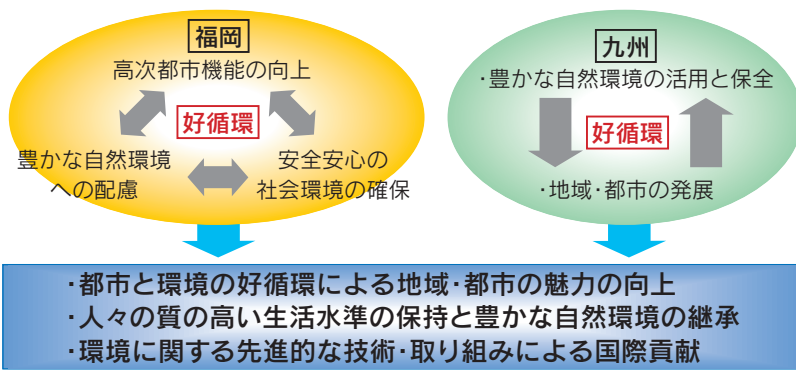 福岡
高次都市機能の向上
好循環
豊かな自然環境
への配慮
安全安心の
社会環境の確保
九州
・豊かな自然環境の活用と保全
好循環
・地域・都市の発展
・都市と環境の好循環による地域・都市の魅力の向上
・人々の質の高い生活水準の保持と豊かな自然環境の継承
・環境に関する先進的な技術・取り組みによる国際貢献